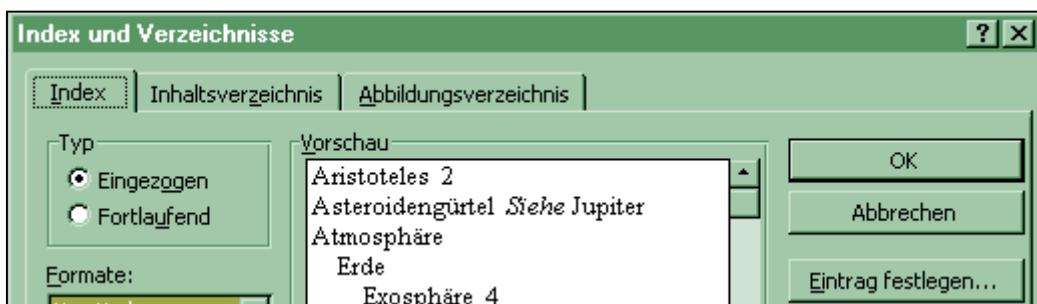 Index und Verzeichnisse
Index
Inhaltsverzeichnis
Abbildungsverzeichnis
Typ
Eingezogen
Fortlaufend
Formate:
Vorschau
Aristoteles 2
Asteroidengürtel Siehe Jupiter
Atmosphäre
Erde
Exosphäre 4
OK
Abbrechen
Eintrag festlegen...